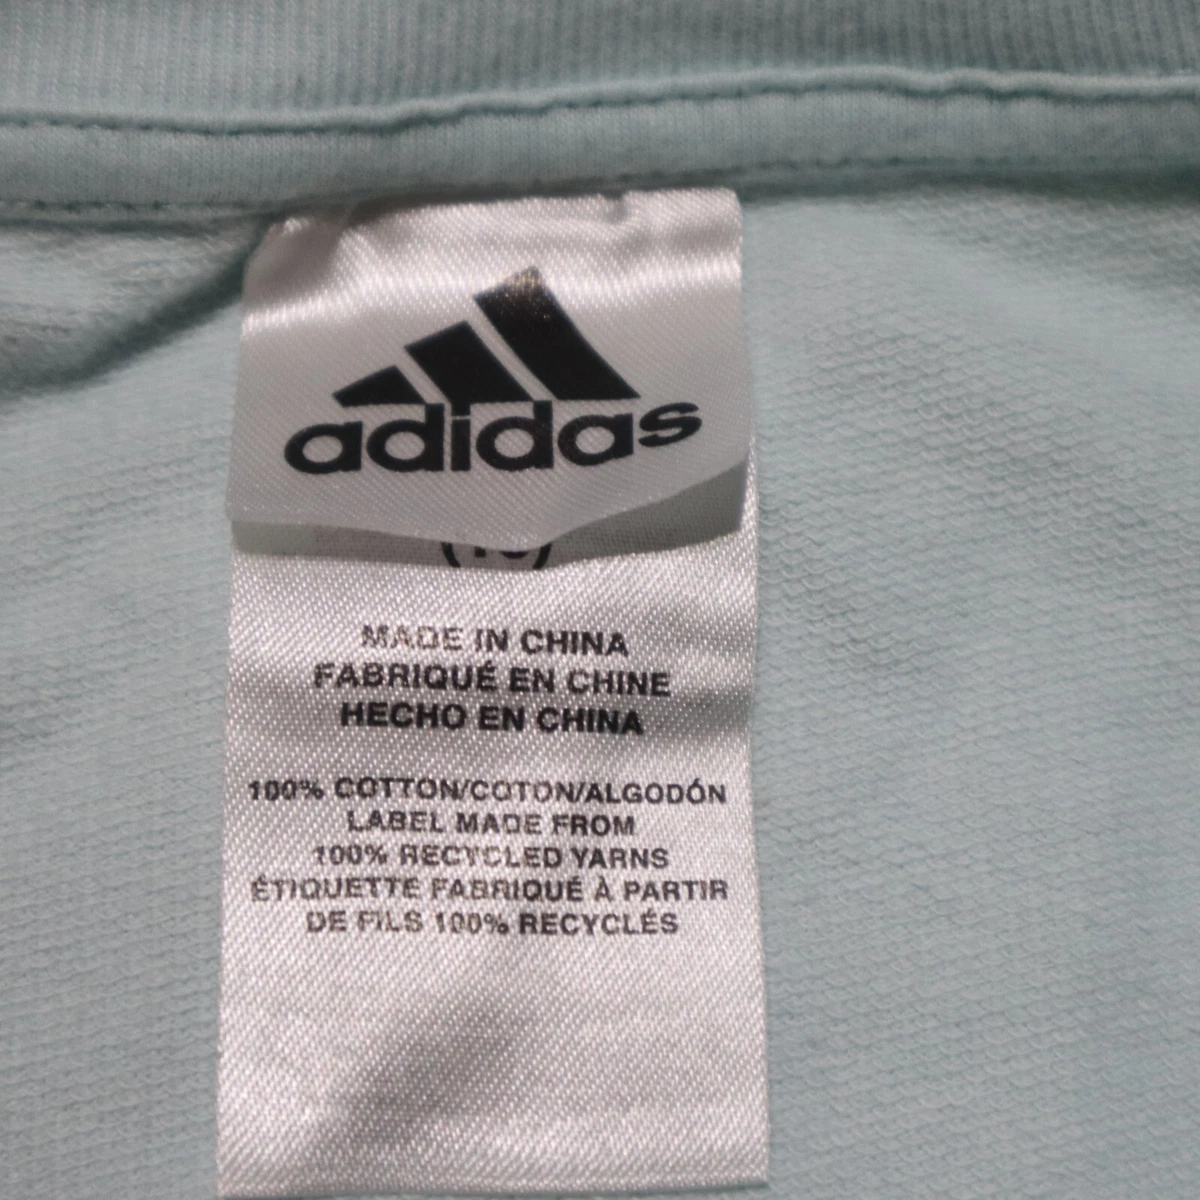 adidas
MADE IN CHINA
FABRIQUÉ EN CHINE
HECHO EN CHINA
100% COTTON/COTON/ALGODÓN
LABEL MADE FROM
100% RECYCLED YARNS
ÉTIQUETTE FABRIQUÉ À PARTIR
DE FILS 100% RECYCLÉS